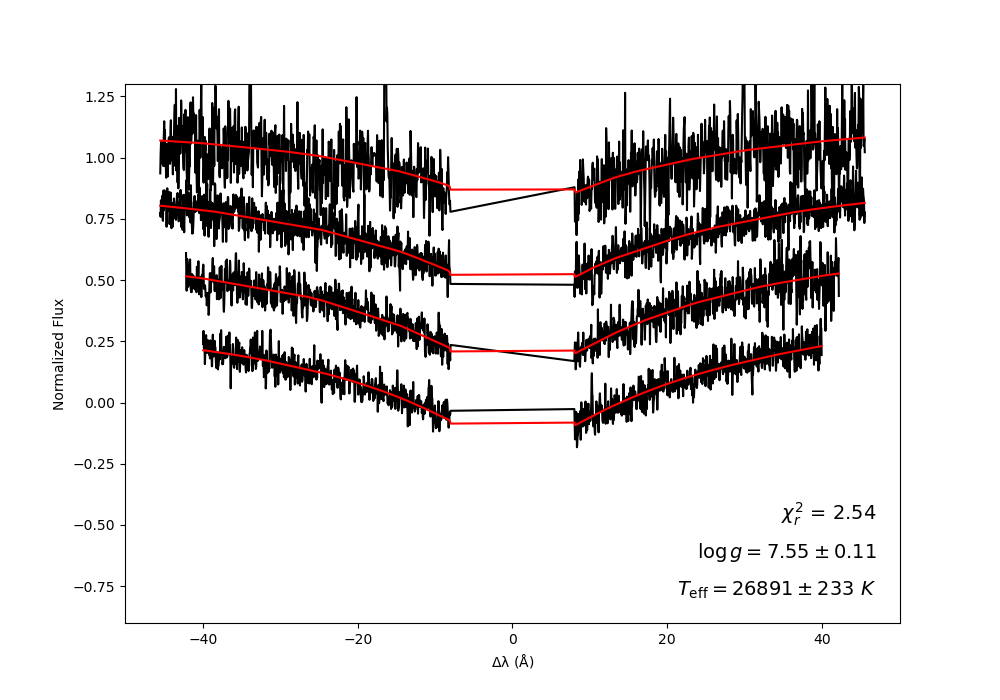 1.25
1.00
0.75
0.50
0.25
0.00
−0.25
−0.50
−0.75
Normalized Flux
χ²ᵣ = 2.54
log g = 7.55 ± 0.11
T_eff = 26891 ± 233 K
−40 −20 0 20 40
Δλ (Å)